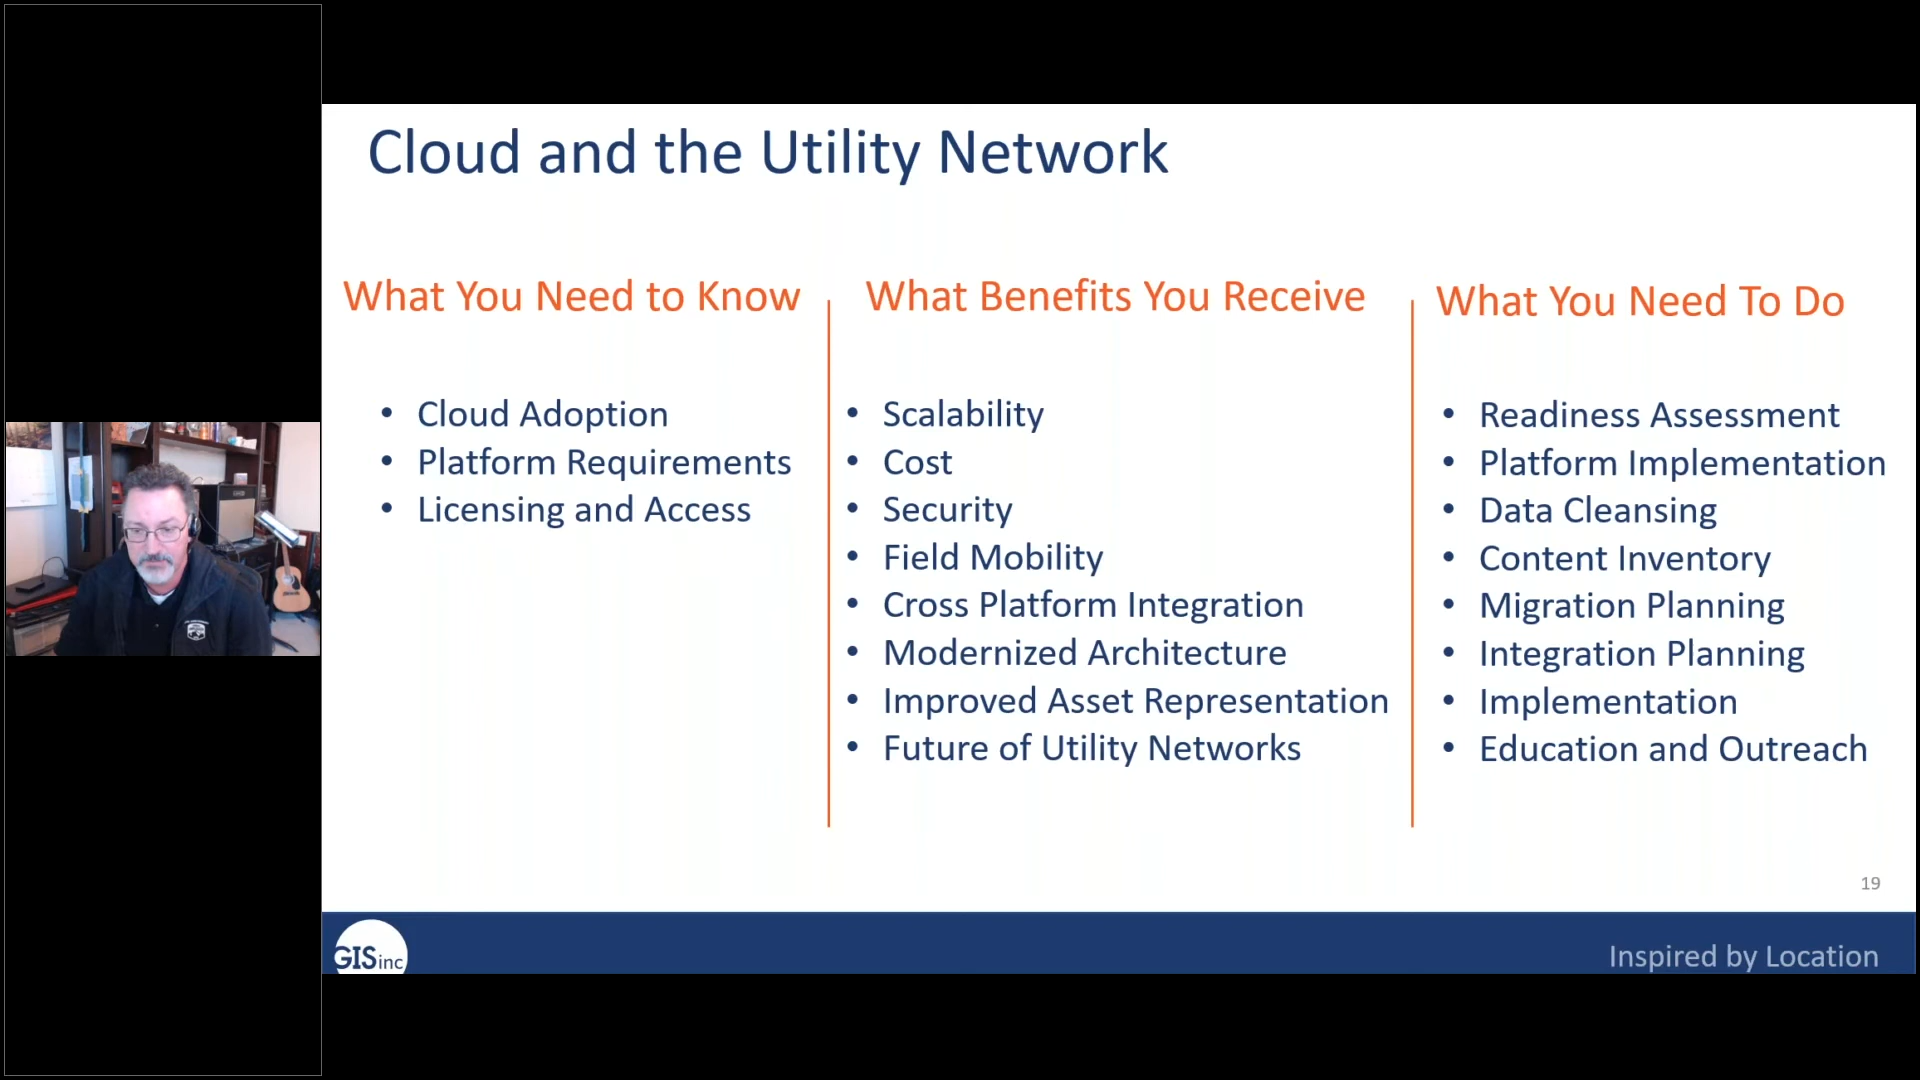 Cloud and the Utility Network
What You Need to Know
Cloud Adoption
Platform Requirements
Licensing and Access
What Benefits You Receive
Scalability
Cost
Security
Field Mobility
Cross Platform Integration
Modernized Architecture
Improved Asset Representation
Future of Utility Networks
What You Need To Do
Readiness Assessment
Platform Implementation
Data Cleansing
Content Inventory
Migration Planning
Integration Planning
Implementation
Education and Outreach
19
GISinc
Inspired by Location